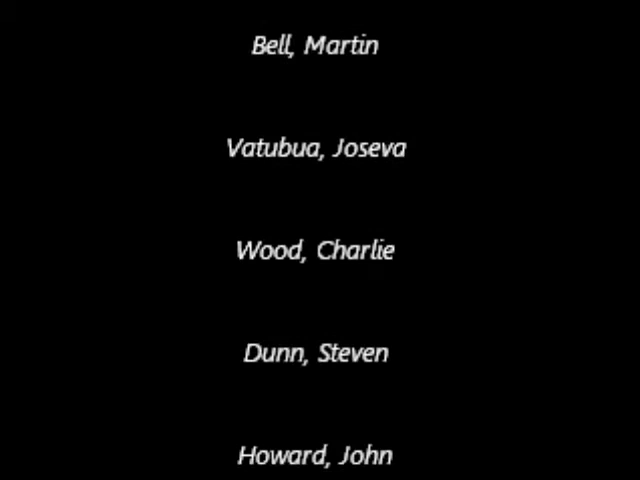 Bell, Martin
Vatubua, Joseva
Wood, Charlie
Dunn, Steven
Howard, John